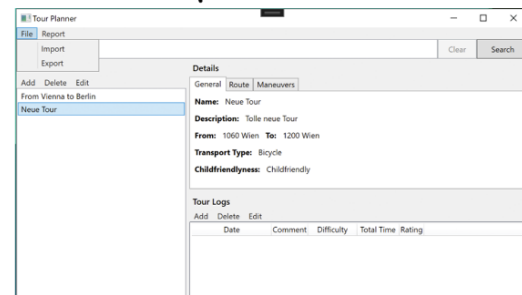 Tour Planner
File Report
Import
Export
Clear Search
Add Delete Edit
From Vienna to Berlin
Neue Tour
Details
General Route Maneuvers
Name: Neue Tour
Description: Tolle neue Tour
From: 1060 Wien To: 1200 Wien
Transport Type: Bicycle
Childfriendlyness: Childfriendly
Tour Logs
Add Delete Edit
Date Comment Difficulty Total Time Rating